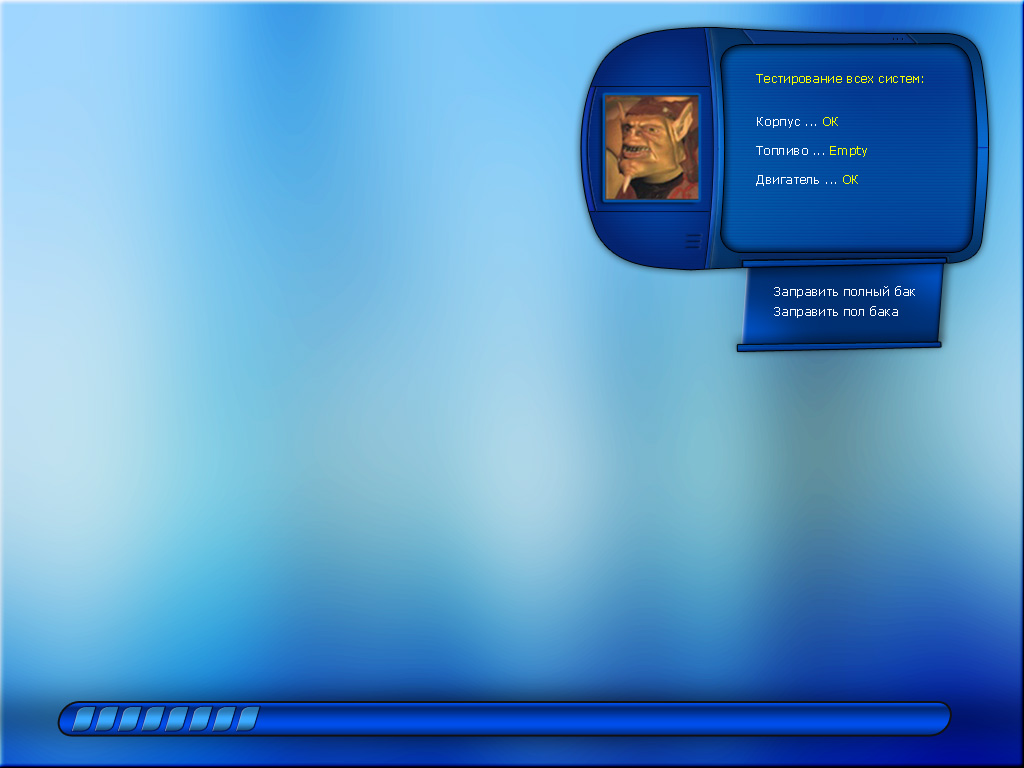 Тестирование всех систем:
Корпус ... OK
Топливо ... Empty
Двигатель ... OK
Заправить полный бак
Заправить пол бака